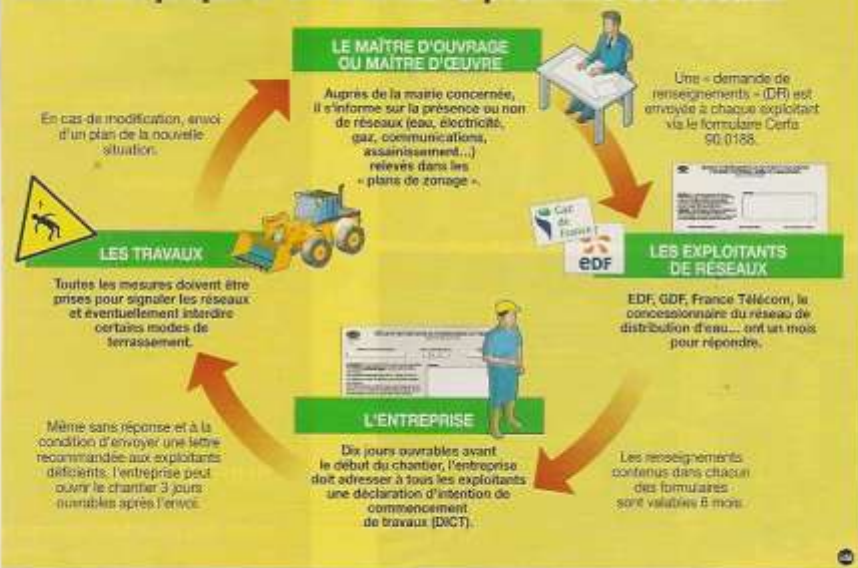 LE MAÎTRE D'OUVRAGE
OU MAÎTRE D'ŒUVRE
Auprès de la mairie concernée,
il s'informe sur la présence ou non
de réseaux (eau, électricité,
gaz, communications,
assainissement...)
relevés dans les
« plans de zonage ».
Une « demande de
renseignements » (DR) est
envoyée à chaque exploitant
via le formulaire Cerfa
90.0188.
Gaz
de
France
eDF
LES EXPLOITANTS
DE RÉSEAUX
EDF, GDF, France Télécom, le
concessionnaire du réseau de
distribution d'eau... ont un mois
pour répondre.
Les renseignements
contenus dans chacun
des formulaires
sont valables 6 mois.
L'ENTREPRISE
Dix jours ouvrables avant
le début du chantier, l'entreprise
doit adresser à tous les exploitants
une déclaration d'intention de
commencement
de travaux (DICT).
Même sans réponse et à la
condition d'envoyer une lettre
recommandée aux exploitants
déficients, l'entreprise peut
ouvrir le chantier 3 jours
ouvrables après l'envoi.
LES TRAVAUX
Toutes les mesures doivent être
prises pour signaler les réseaux
et éventuellement interdire
certains modes de
terrassement.
En cas de modification, envoi
d'un plan de la nouvelle
situation.